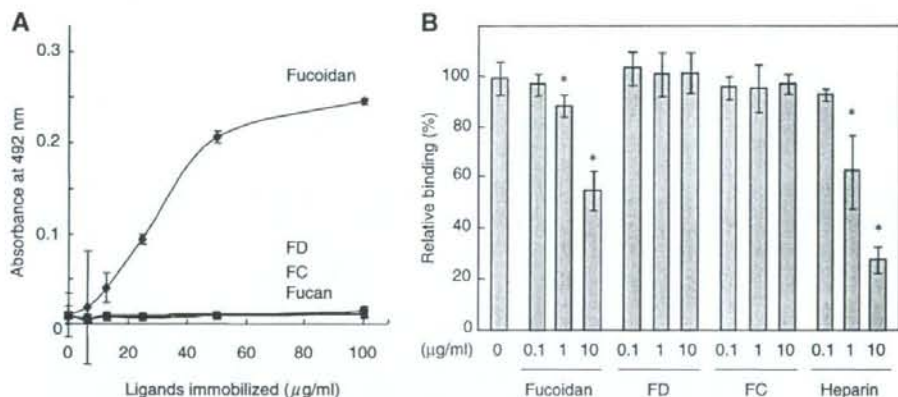 A
0.3
Fucoidan
0.2
Absorbance at 492 nm
0.1
FD
FC
Fucan
0
0 20 40 60 80 100
Ligands immobilized (µg/ml)
B
100
80
60
40
20
0
Relative binding (%)
* * * *
(µg/ml) 0 0.1 1 10 0.1 1 10 0.1 1 10 0.1 1 10
Fucoidan FD FC Heparin